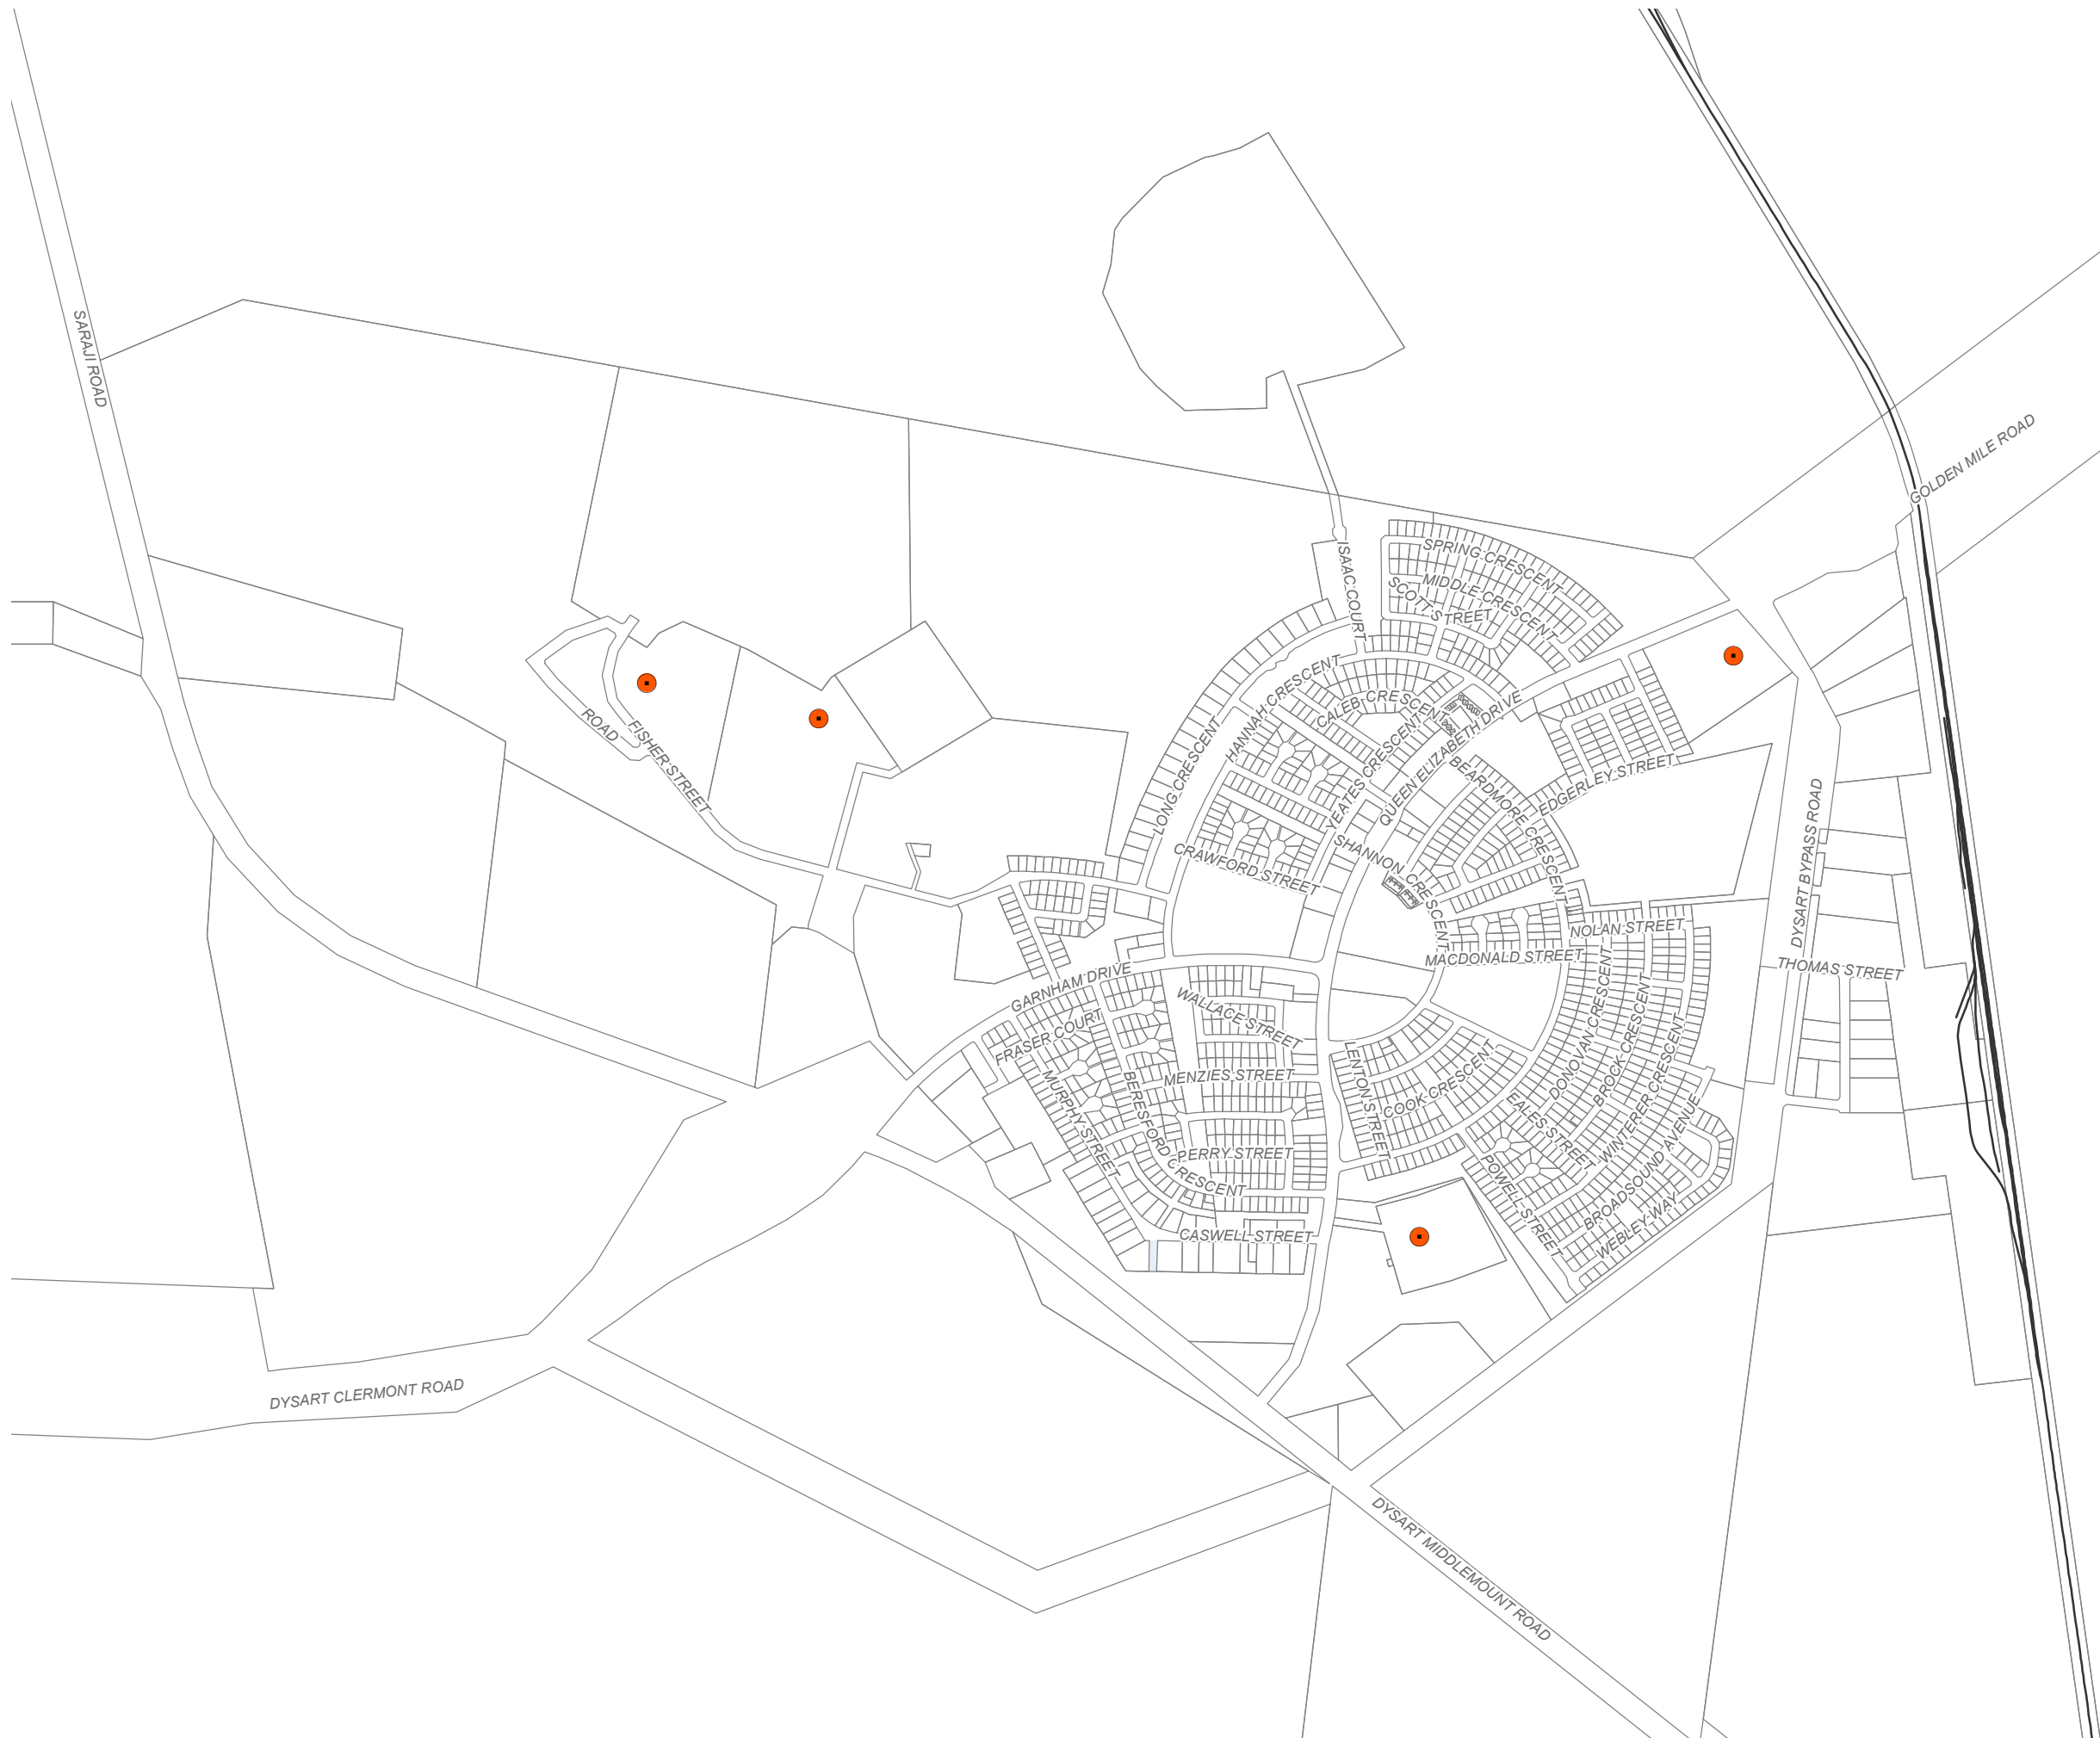 SARAJI ROAD
GOLDEN MILE ROAD
SPRING CRESCENT
ISAAC COURT
MIDDLE CRESCENT
SCOTT STREET
HANNAH CRESCENT
CALEB CRESCENT
ROAD
FISHER STREET
LONG CRESCENT
YEATES CRESCENT
QUEEN ELIZABETH DRIVE
BEARDMORE CRESCENT
EDGERLEY STREET
DYSART BYPASS ROAD
CRAWFORD STREET
SHANNON CRESCENT
NOLAN STREET
MACDONALD STREET
THOMAS STREET
GARNHAM DRIVE
WALLACE STREET
FRASER COURT
DONOVAN CRESCENT
BROCK CRESCENT
WINTERER CRESCENT
LENTON STREET
MENZIES STREET
COOK CRESCENT
MURPHY STREET
BERESFORD CRESCENT
EALES STREET
PERRY STREET
POWELL STREET
BROADSOUND AVENUE
WEBLEY WAY
CASWELL STREET
DYSART CLERMONT ROAD
DYSART MIDDLEMOUNT ROAD